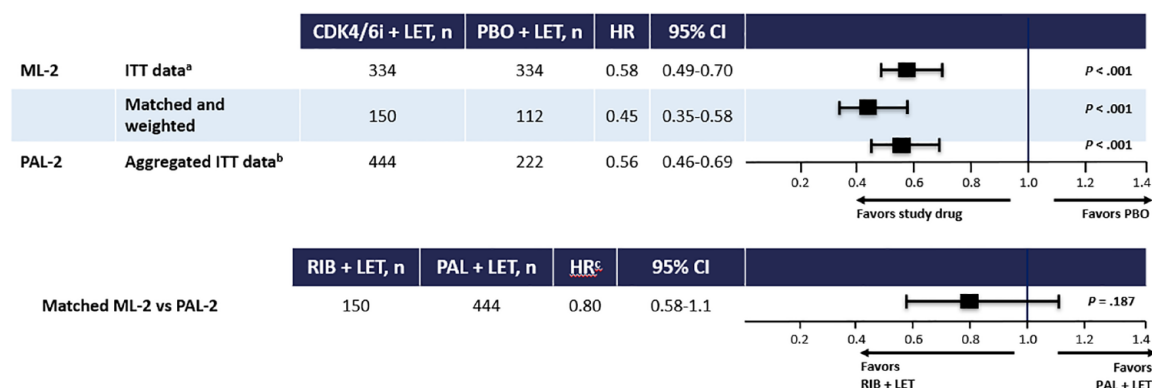 CDK4/6i + LET, n PBO + LET, n HR 95% CI
ML-2 ITT dataᵃ 334 334 0.58 0.49-0.70 P < .001
Matched and weighted 150 112 0.45 0.35-0.58 P < .001
PAL-2 Aggregated ITT dataᵇ 444 222 0.56 0.46-0.69 P < .001
0.2 0.4 0.6 0.8 1.0 1.2 1.4
Favors study drug Favors PBO
RIB + LET, n PAL + LET, n HRᶜ 95% CI
Matched ML-2 vs PAL-2 150 444 0.80 0.58-1.1 P = .187
0.2 0.4 0.6 0.8 1.0 1.2 1.4
Favors RIB + LET Favors PAL + LET